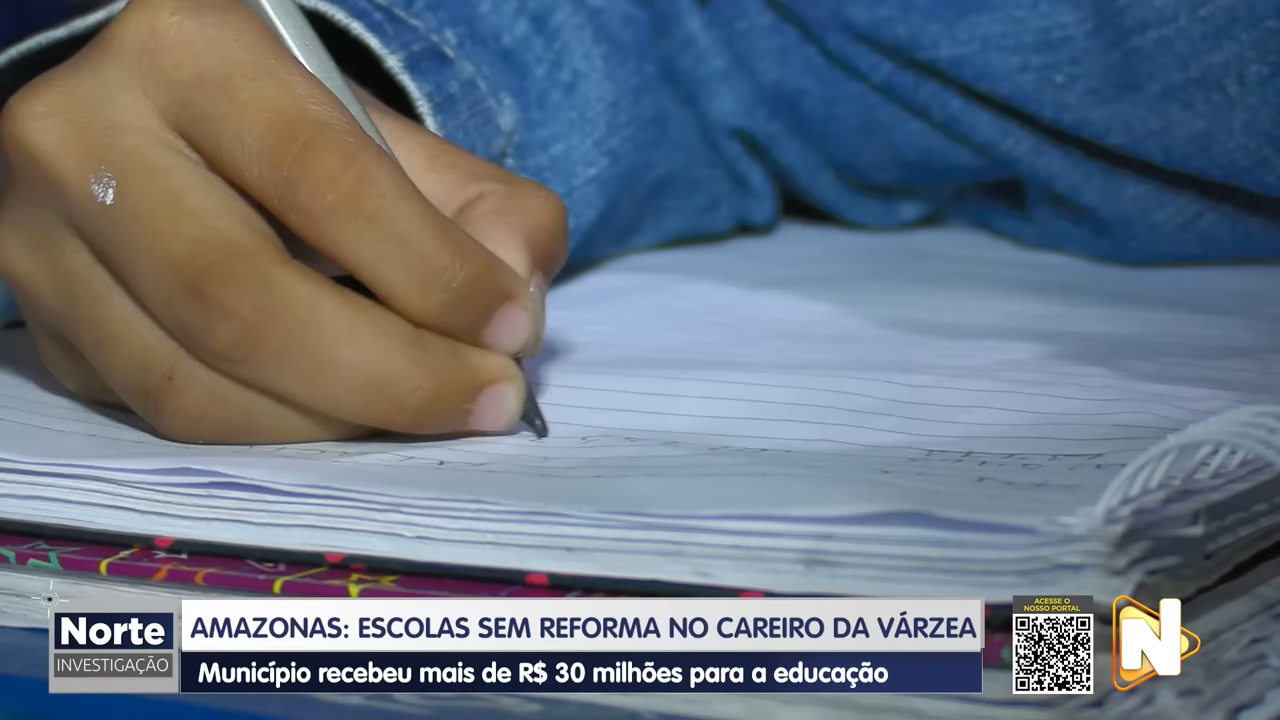 AMAZONAS: ESCOLAS SEM REFORMA NO CAREIRO DA VÁRZEA
Município recebeu mais de R$ 30 milhões para a educação
Norte
INVESTIGAÇÃO
ACESSE O
NOSSO PORTAL
N